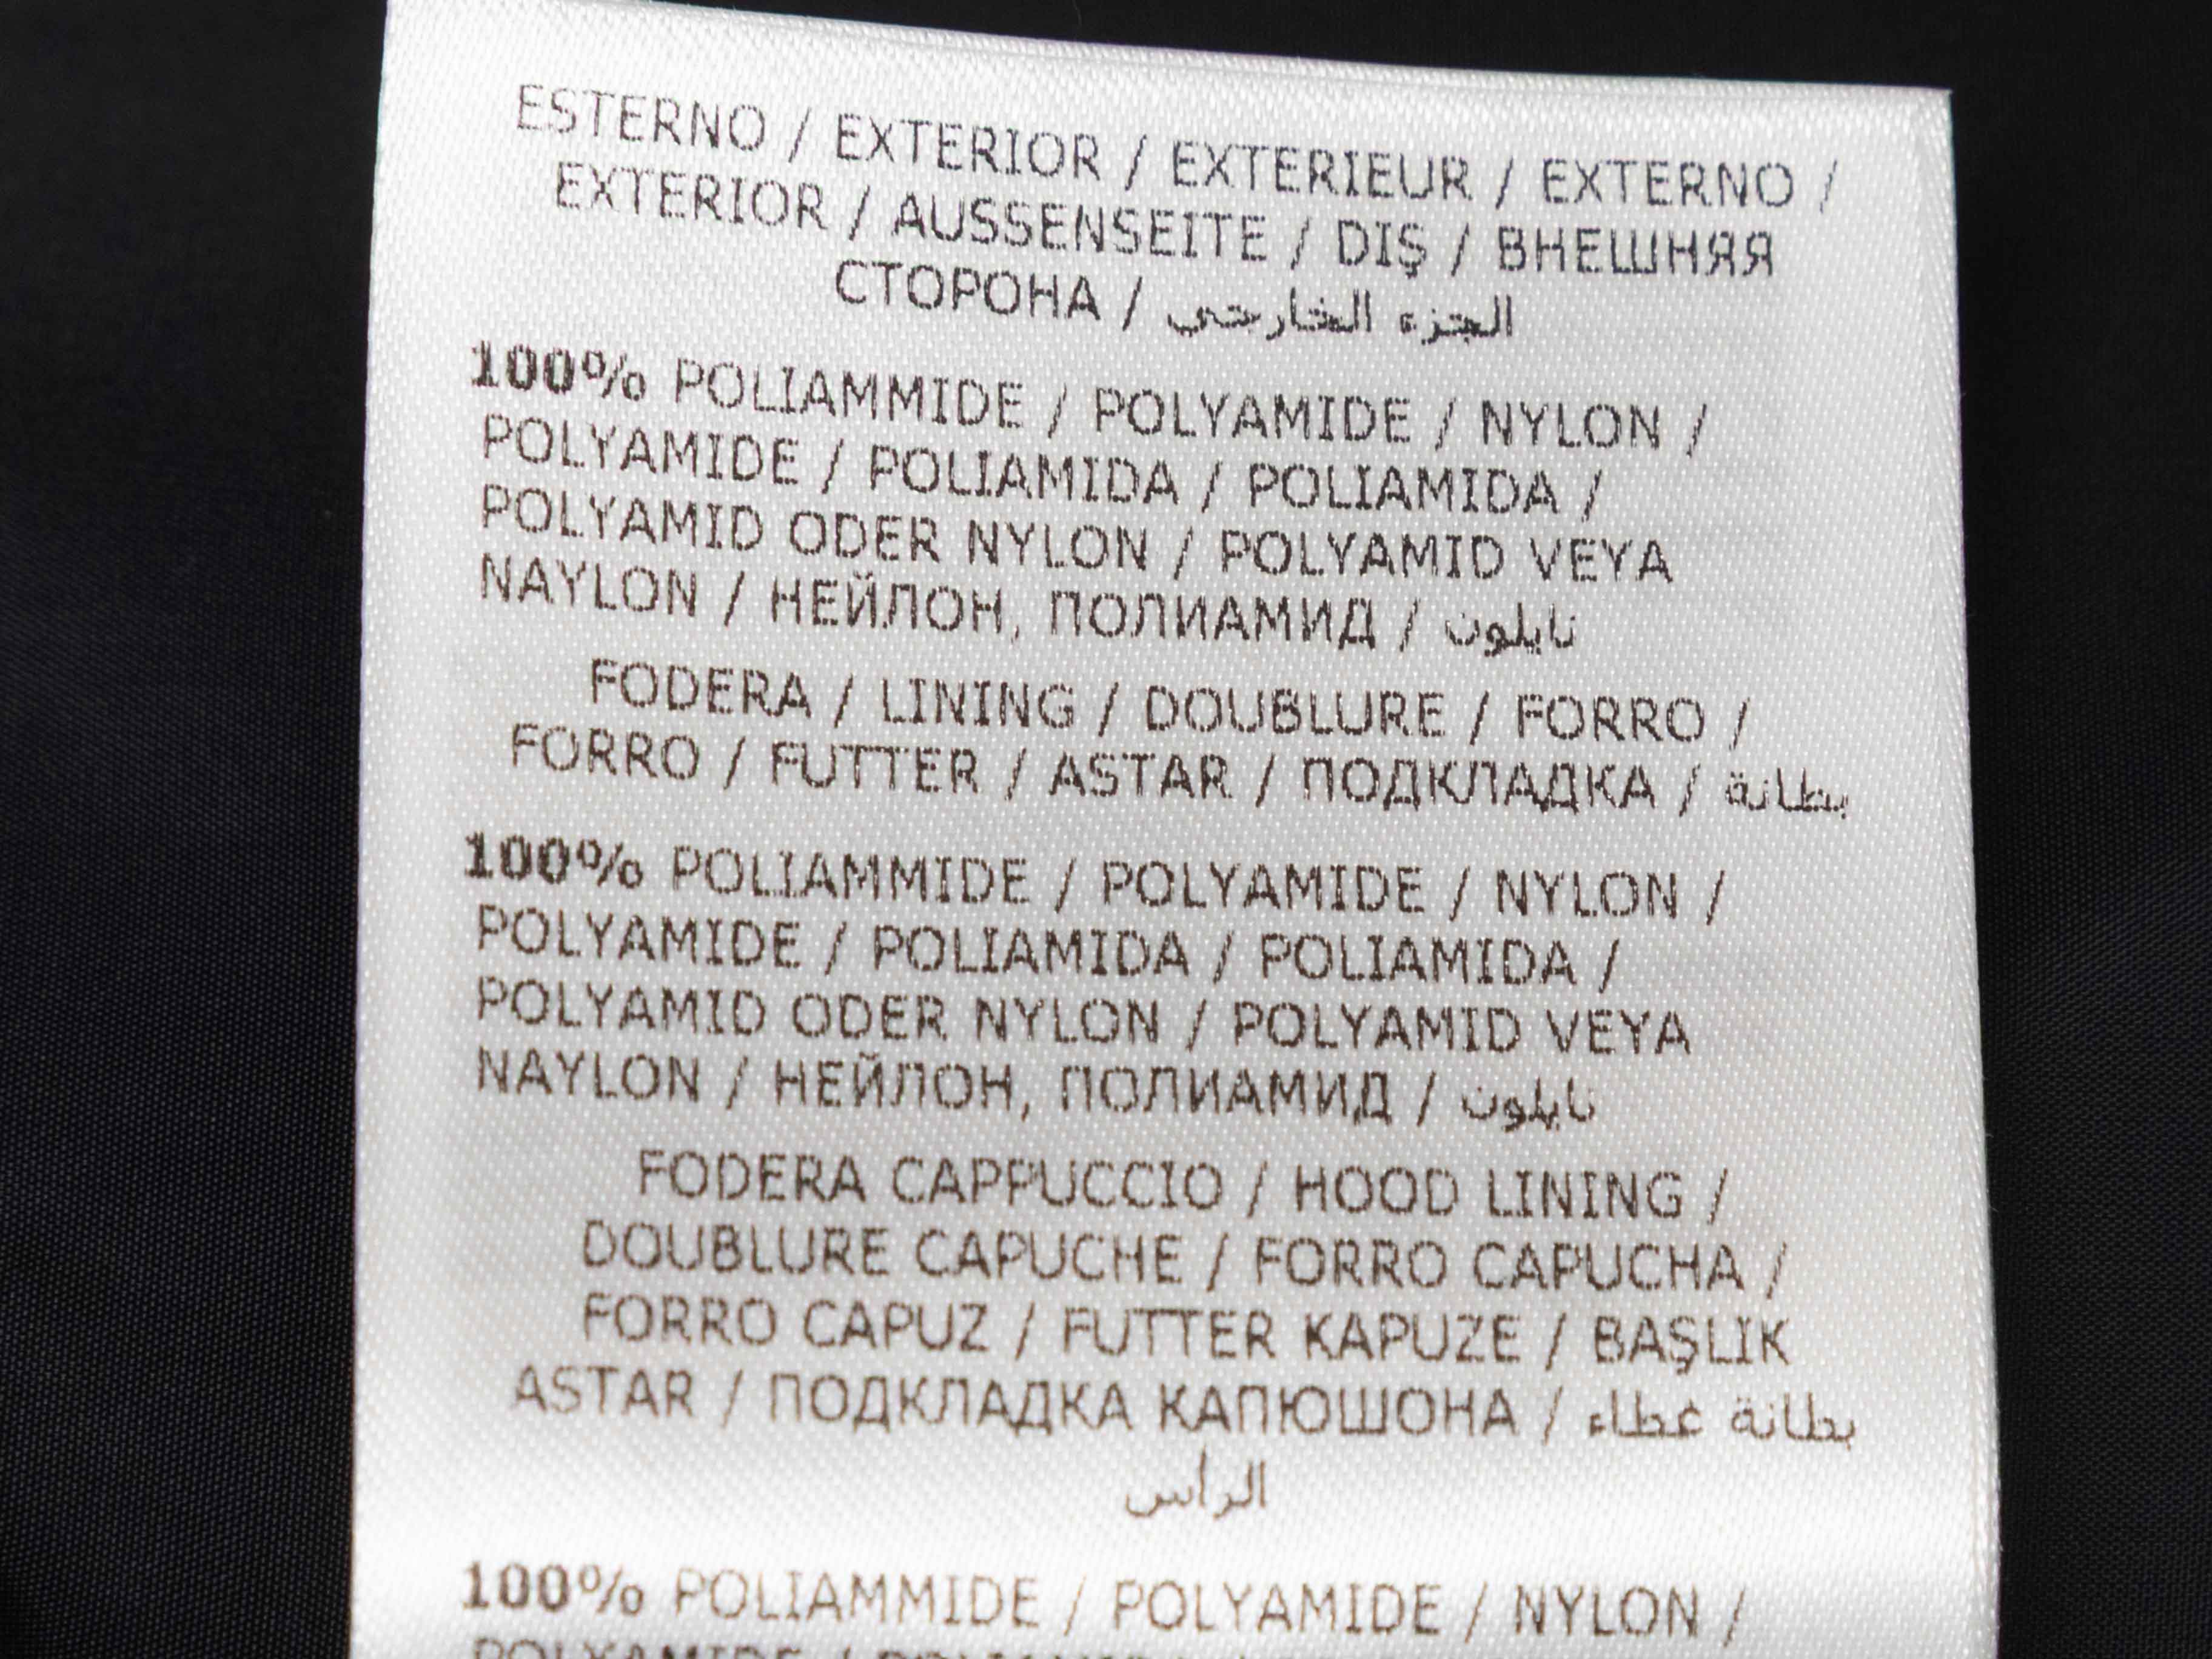 ESTERNO / EXTERIOR / EXTERIEUR / EXTERNO /
EXTERIOR / AUSSENSEITE / DIŞ / ВНЕШНЯЯ
СТОРОНА / الجزء الخارجي
100% POLIAMMIDE / POLYAMIDE / NYLON /
POLYAMIDE / POLIAMIDA / POLIAMIDA /
POLYAMID ODER NYLON / POLYAMID VEYA
NAYLON / НЕЙЛОН, ПОЛИАМИД / نايلون
FODERA / LINING / DOUBLURE / FORRO /
FORRO / FUTTER / ASTAR / ПОДКЛАДКА / بطانة
100% POLIAMMIDE / POLYAMIDE / NYLON /
POLYAMIDE / POLIAMIDA / POLIAMIDA /
POLYAMID ODER NYLON / POLYAMID VEYA
NAYLON / НЕЙЛОН, ПОЛИАМИД / نايلون
FODERA CAPPUCCIO / HOOD LINING /
DOUBLURE CAPUCHE / FORRO CAPUCHA /
FORRO CAPUZ / FUTTER KAPUZE / BAŞLIK
ASTAR / ПОДКЛАДКА КАПЮШОНА / بطانة غطاء
الرأس
100% POLIAMMIDE / POLYAMIDE / NYLON /